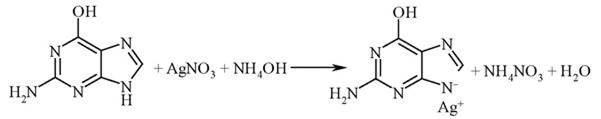 OH OH
N N N N
+ AgNO₃ + NH₄OH + NH₄NO₃ + H₂O
H₂N N N H₂N N N⁻
H Ag⁺